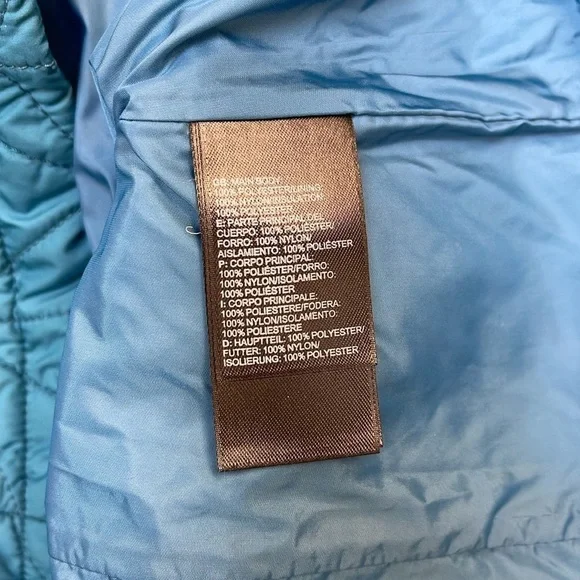 GB: MAIN BODY:
100% POLYESTER/LINING:
100% NYLON/INSULATION
100% POLYESTER
E: PARTE PRINCIPAL DEL
CUERPO: 100% POLIÉSTER/
FORRO: 100% NYLON/
AISLAMIENTO: 100% POLIÉSTER
P: CORPO PRINCIPAL:
100% POLIÉSTER/FORRO:
100% NYLON/ISOLAMENTO:
100% POLIÉSTER
I: CORPO PRINCIPALE:
100% POLIESTERE/FODERA:
100% NYLON/ISOLAMENTO:
100% POLIESTERE
D: HAUPTTEIL: 100% POLYESTER/
FUTTER: 100% NYLON/
ISOLIERUNG: 100% POLYESTER